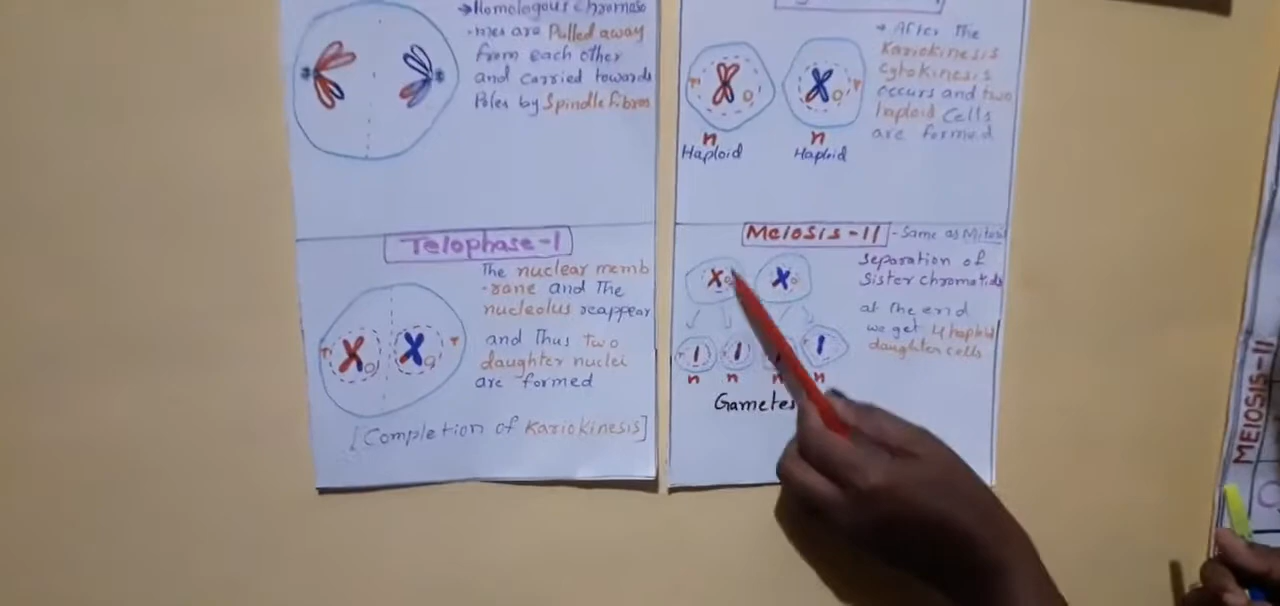 →Homologous chromoso
-mes are Pulled away
from each other
and carried towards
Poles by Spindle fibres
→ After the
Kariokinesis
Cytokinesis
occurs and two
haploid cells
are formed
n n
Haploid Haploid
Telophase-I
The nuclear memb
-rane and the
nucleolus reappear
and Thus two
daughter nuclei
are formed
[Completion of Kariokinesis]
Meiosis-II - Same as Mitosis
Separation of
Sister chromatids
at the end
we get 4 haploid
daughter cells
n n n n
Gametes
MEIOSIS-II